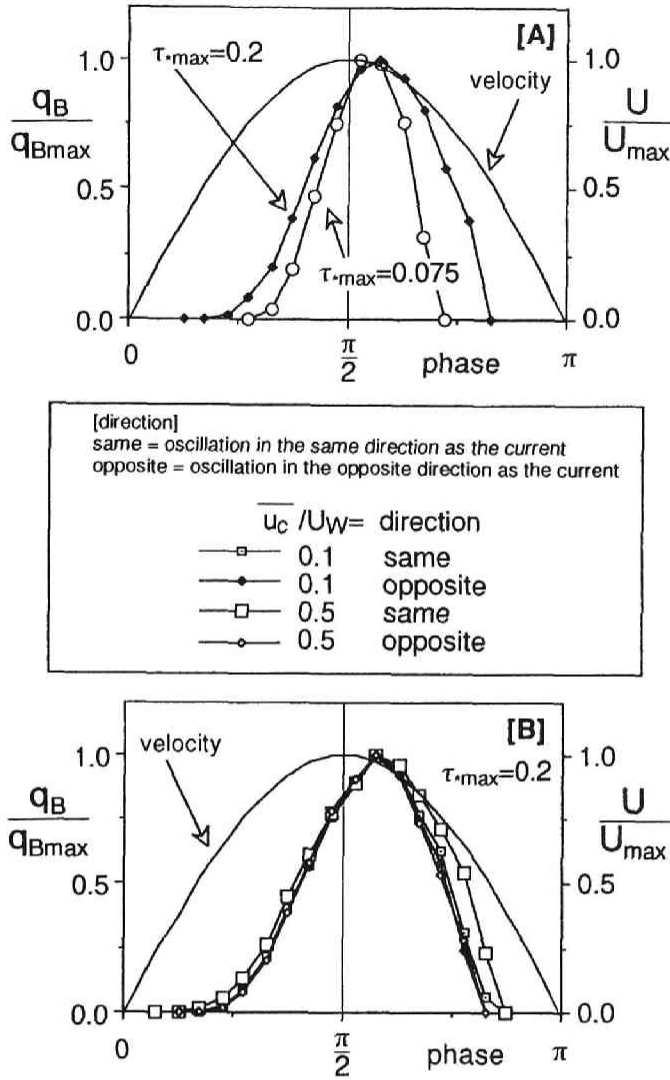 [A]
τ*max=0.2
1.0
1.0
velocity
qB
qBmax
U
Umax
0.5
0.5
τ*max=0.075
0.0
0.0
0
π
2
phase
π
[direction]
same = oscillation in the same direction as the current
opposite = oscillation in the opposite direction as the current
uc /UW= direction
0.1 same
0.1 opposite
0.5 same
0.5 opposite
[B]
velocity
1.0
τ*max=0.2
1.0
qB
qBmax
U
Umax
0.5
0.5
0.0
0.0
0
π
2
phase
π